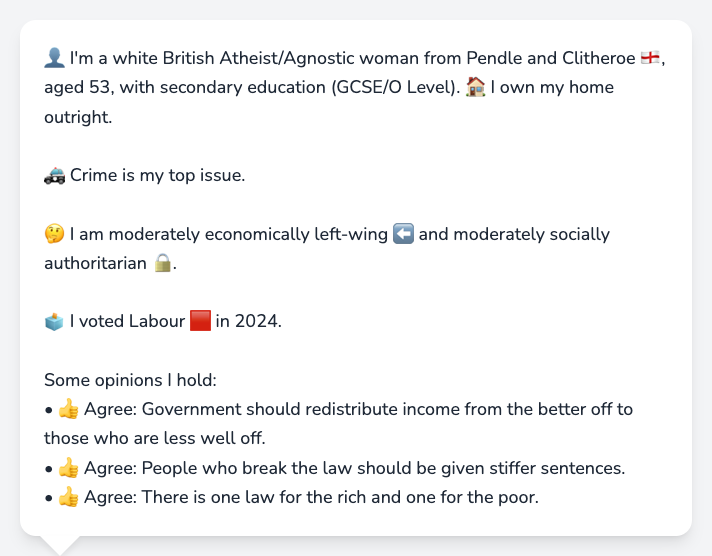 👤 I'm a white British Atheist/Agnostic woman from Pendle and Clitheroe 🏴󠁧󠁢󠁥󠁮󠁧󠁿,
aged 53, with secondary education (GCSE/O Level). 🏠 I own my home
outright.
🚓 Crime is my top issue.
🤔 I am moderately economically left-wing ⬅️ and moderately socially
authoritarian 🔒.
🗳️ I voted Labour 🟥 in 2024.
Some opinions I hold:
• 👍 Agree: Government should redistribute income from the better off to
those who are less well off.
• 👍 Agree: People who break the law should be given stiffer sentences.
• 👍 Agree: There is one law for the rich and one for the poor.